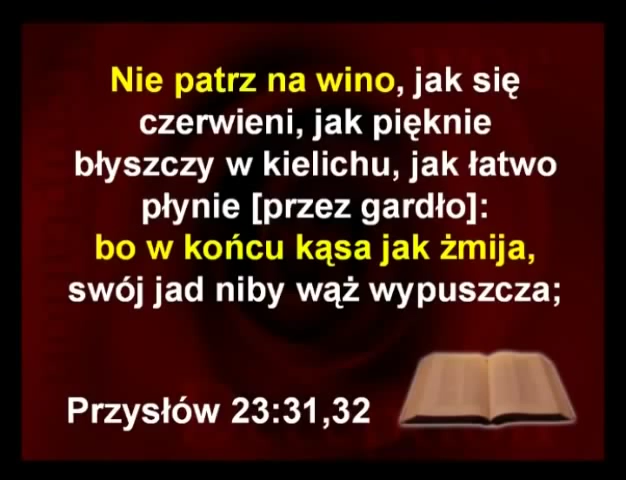 Nie patrz na wino, jak się
czerwieni, jak pięknie
błyszczy w kielichu, jak łatwo
płynie [przez gardło]:
bo w końcu kąsa jak żmija,
swój jad niby wąż wypuszcza;
Przysłów 23:31,32